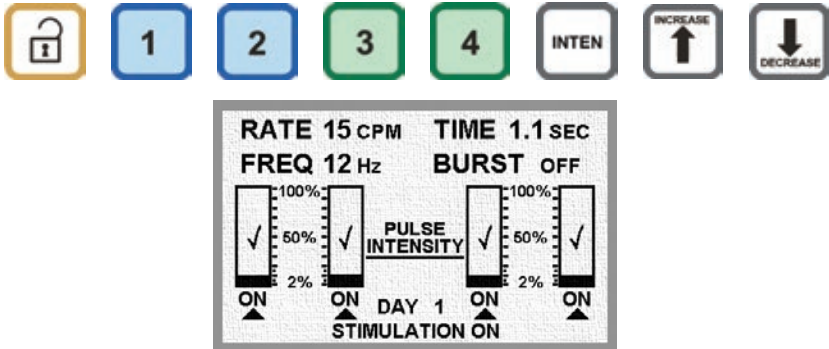 1 2 3 4 INTEN INCREASE DECREASE
RATE 15 CPM TIME 1.1 SEC
FREQ 12 Hz BURST OFF
100% 100%
50% PULSE INTENSITY 50%
2% 2%
ON ON ON ON
DAY 1
STIMULATION ON